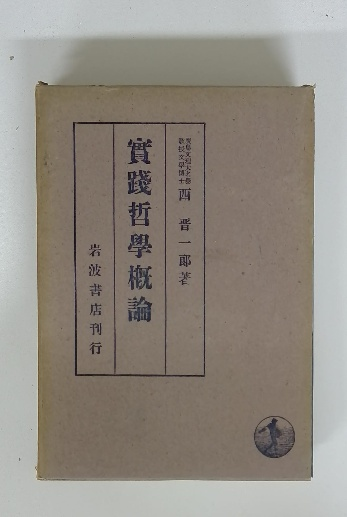 西 晋一郎著
實踐哲學概論
岩波書店刊行